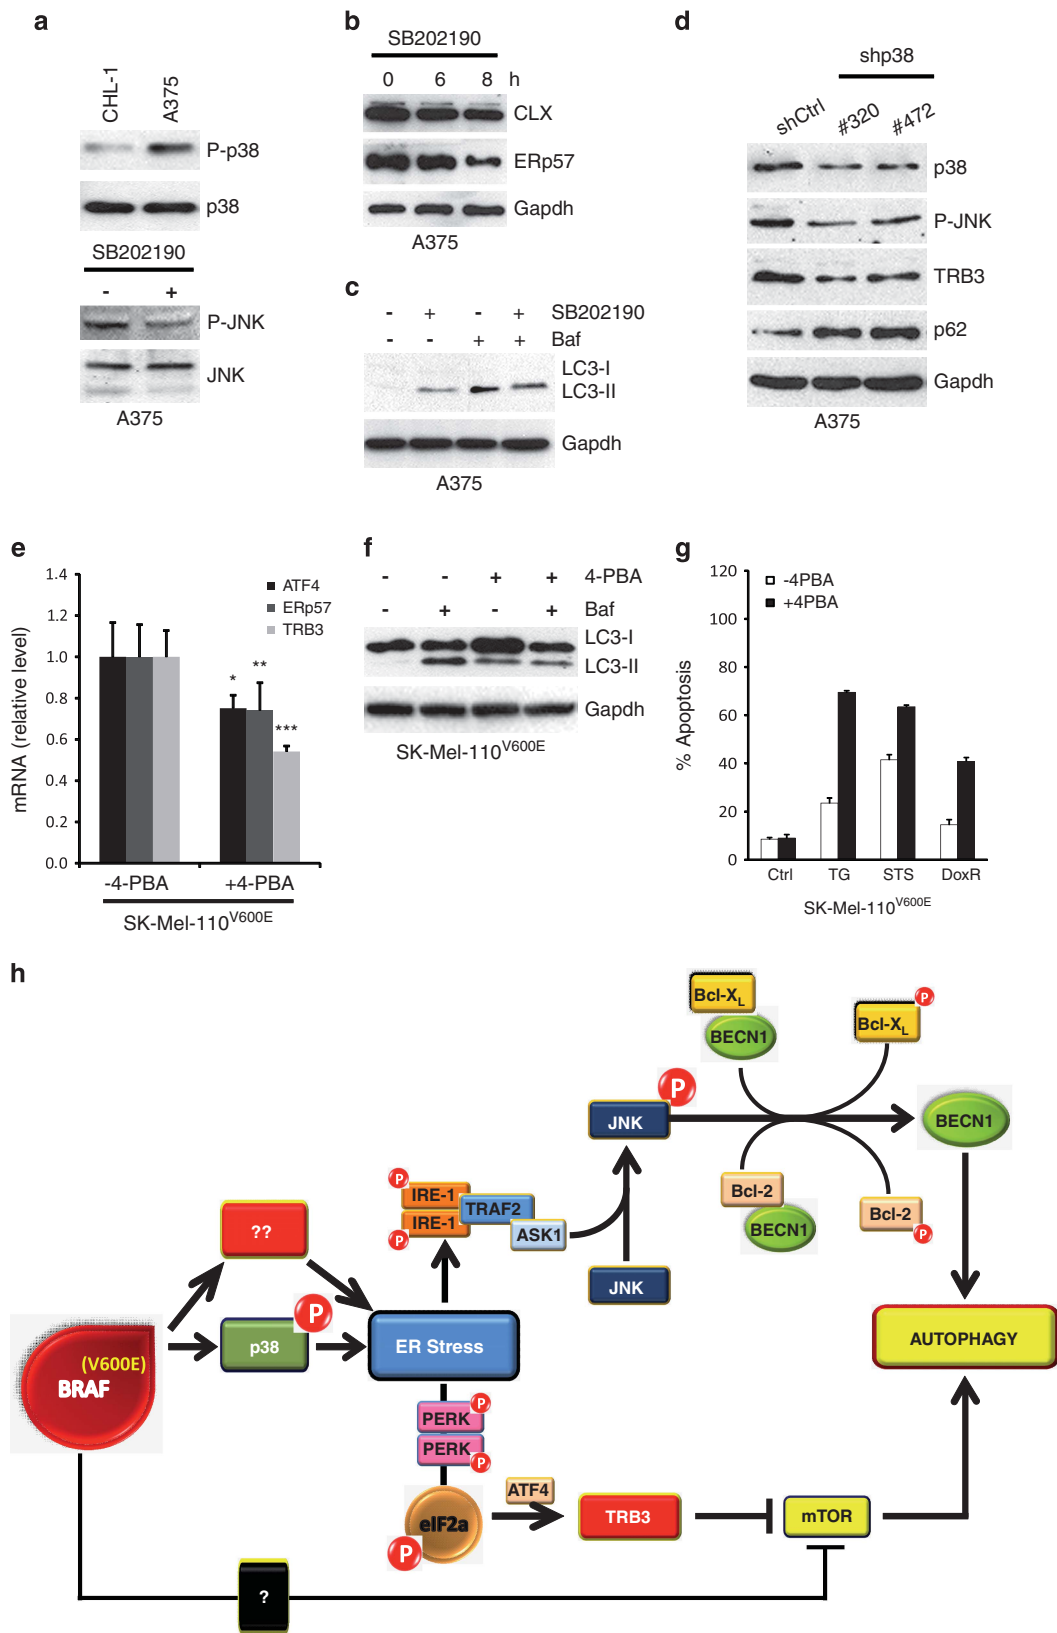 a
CHL-1
A375
P-p38
p38
SB202190
- +
P-JNK
JNK
A375
b
SB202190
0 6 8 h
CLX
ERp57
Gapdh
A375
c
- + - + SB202190
- - + + Baf
LC3-I
LC3-II
Gapdh
A375
d
shp38
shCtrl #320 #472
p38
P-JNK
TRB3
p62
Gapdh
A375
e
mRNA (relative level)
1.4
1.2
1.0
0.8
0.6
0.4
0.2
0.0
ATF4
ERp57
TRB3
* ** ***
-4-PBA +4-PBA
SK-Mel-110V600E
f
- - + + 4-PBA
- + - + Baf
LC3-I
LC3-II
Gapdh
SK-Mel-110V600E
g
% Apoptosis
120
100
80
60
40
20
0
-4PBA
+4PBA
Ctrl TG STS DoxR
SK-Mel-110V600E
h
Bcl-XL
BECN1
Bcl-XL
P
P
JNK
BECN1
P
IRE-1
IRE-1
P
TRAF2
ASK1
JNK
Bcl-2
BECN1
Bcl-2
P
??
(V600E)
BRAF
p38
P
ER Stress
AUTOPHAGY
PERK
P
PERK
P
eIF2a
P
ATF4
TRB3
mTOR
?